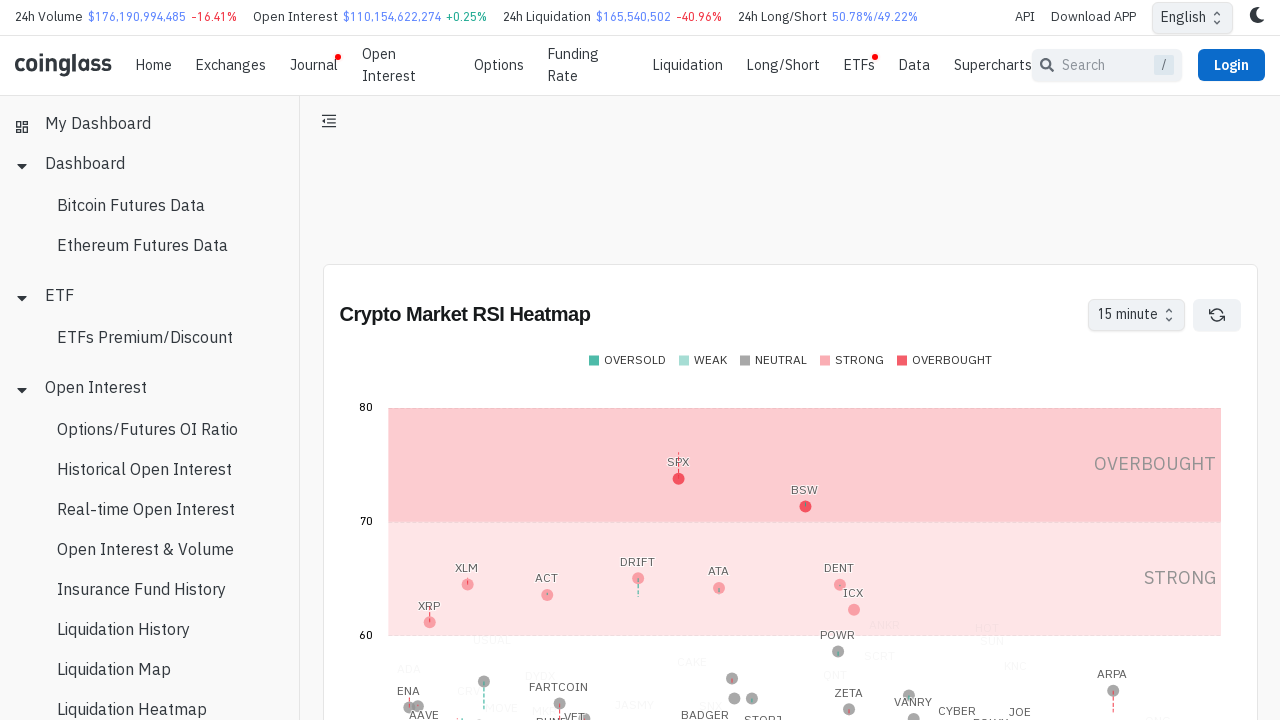 24h Volume $176,190,994,485 -16.41% Open Interest $110,154,622,274 +0.25% 24h Liquidation $165,540,502 -40.96% 24h Long/Short 50.78%/49.22% API Download APP English
coinglass Home Exchanges Journal Open Interest Options Funding Rate Liquidation Long/Short ETFs Data Supercharts Search / Login
My Dashboard
Dashboard
Bitcoin Futures Data
Ethereum Futures Data
ETF
ETFs Premium/Discount
Open Interest
Options/Futures OI Ratio
Historical Open Interest
Real-time Open Interest
Open Interest & Volume
Insurance Fund History
Liquidation History
Liquidation Map
Liquidation Heatmap
Crypto Market RSI Heatmap 15 minute
OVERSOLD WEAK NEUTRAL STRONG OVERBOUGHT
80
SPX OVERBOUGHT
BSW
70
DRIFT
XLM ACT ATA DENT STRONG
ICX
XRP
60 POWR
ARPA
ENA FARTCOIN ZETA VANRY
AAVE BADGER CYBER JOE